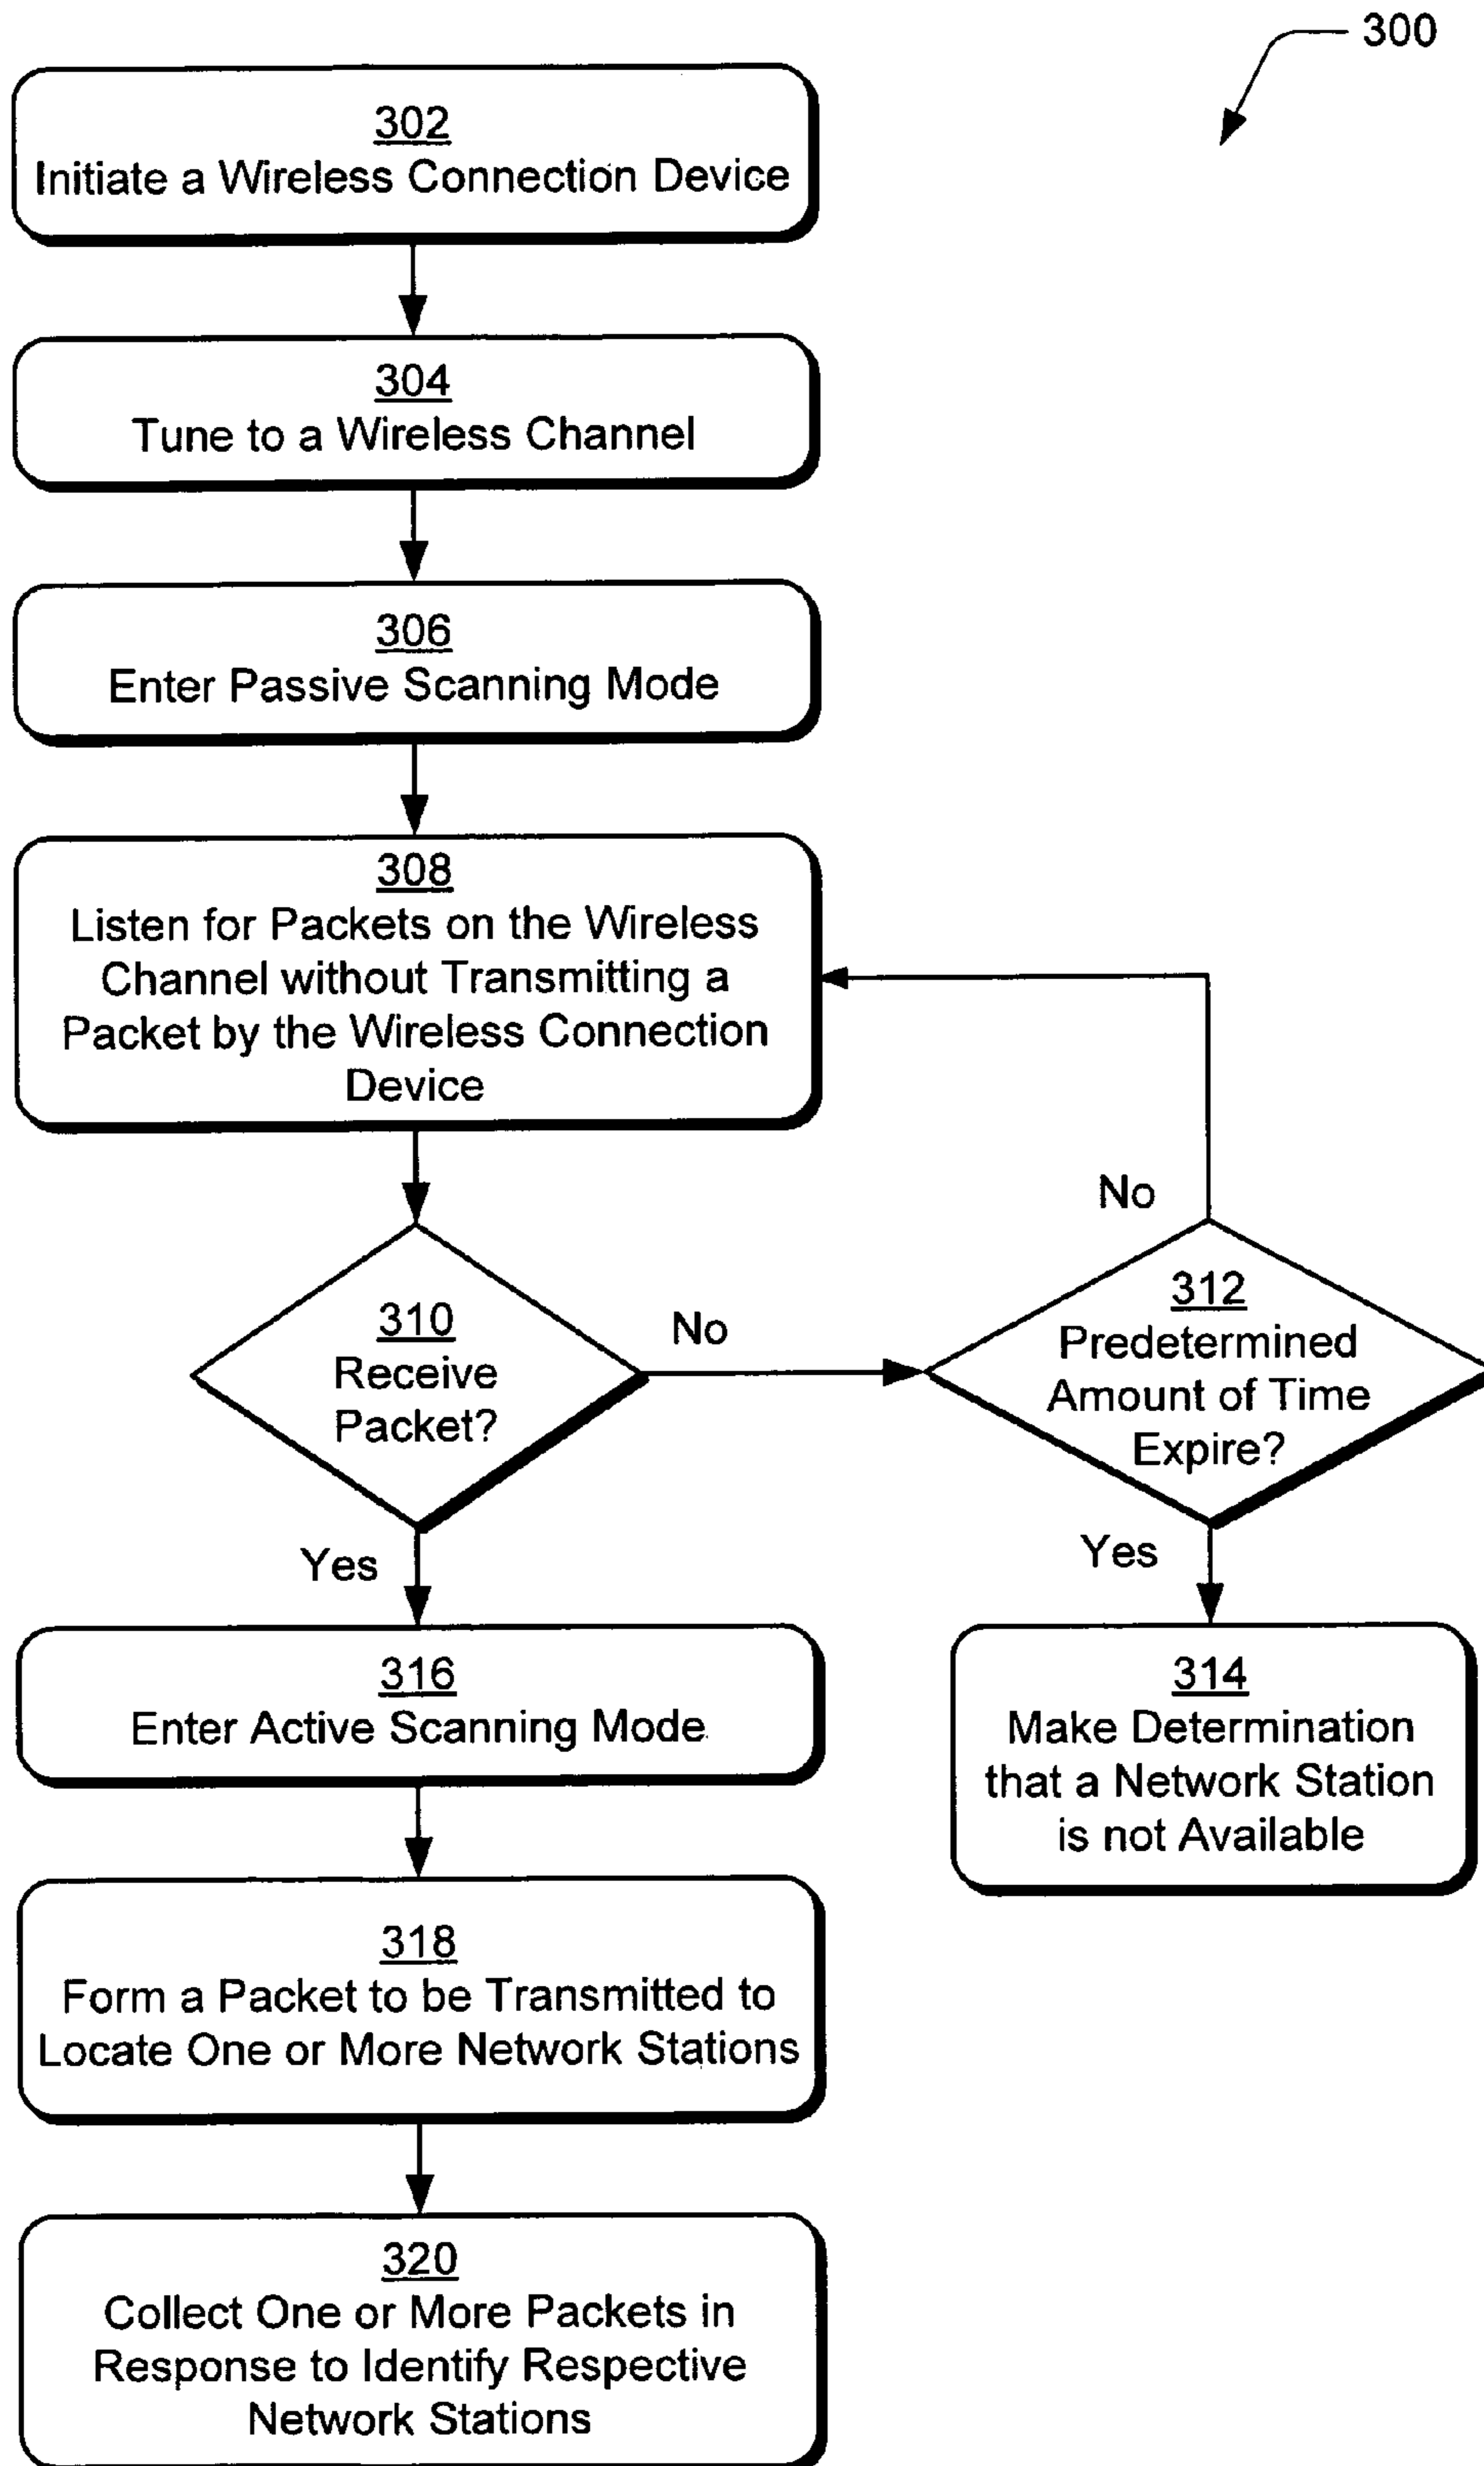 300
302
Initiate a Wireless Connection Device
304
Tune to a Wireless Channel
306
Enter Passive Scanning Mode
308
Listen for Packets on the Wireless
Channel without Transmitting a
Packet by the Wireless Connection
Device
No
310
Receive
Packet?
No
312
Predetermined
Amount of Time
Expire?
Yes
Yes
316
Enter Active Scanning Mode
314
Make Determination
that a Network Station
is not Available
318
Form a Packet to be Transmitted to
Locate One or More Network Stations
320
Collect One or More Packets in
Response to Identify Respective
Network Stations